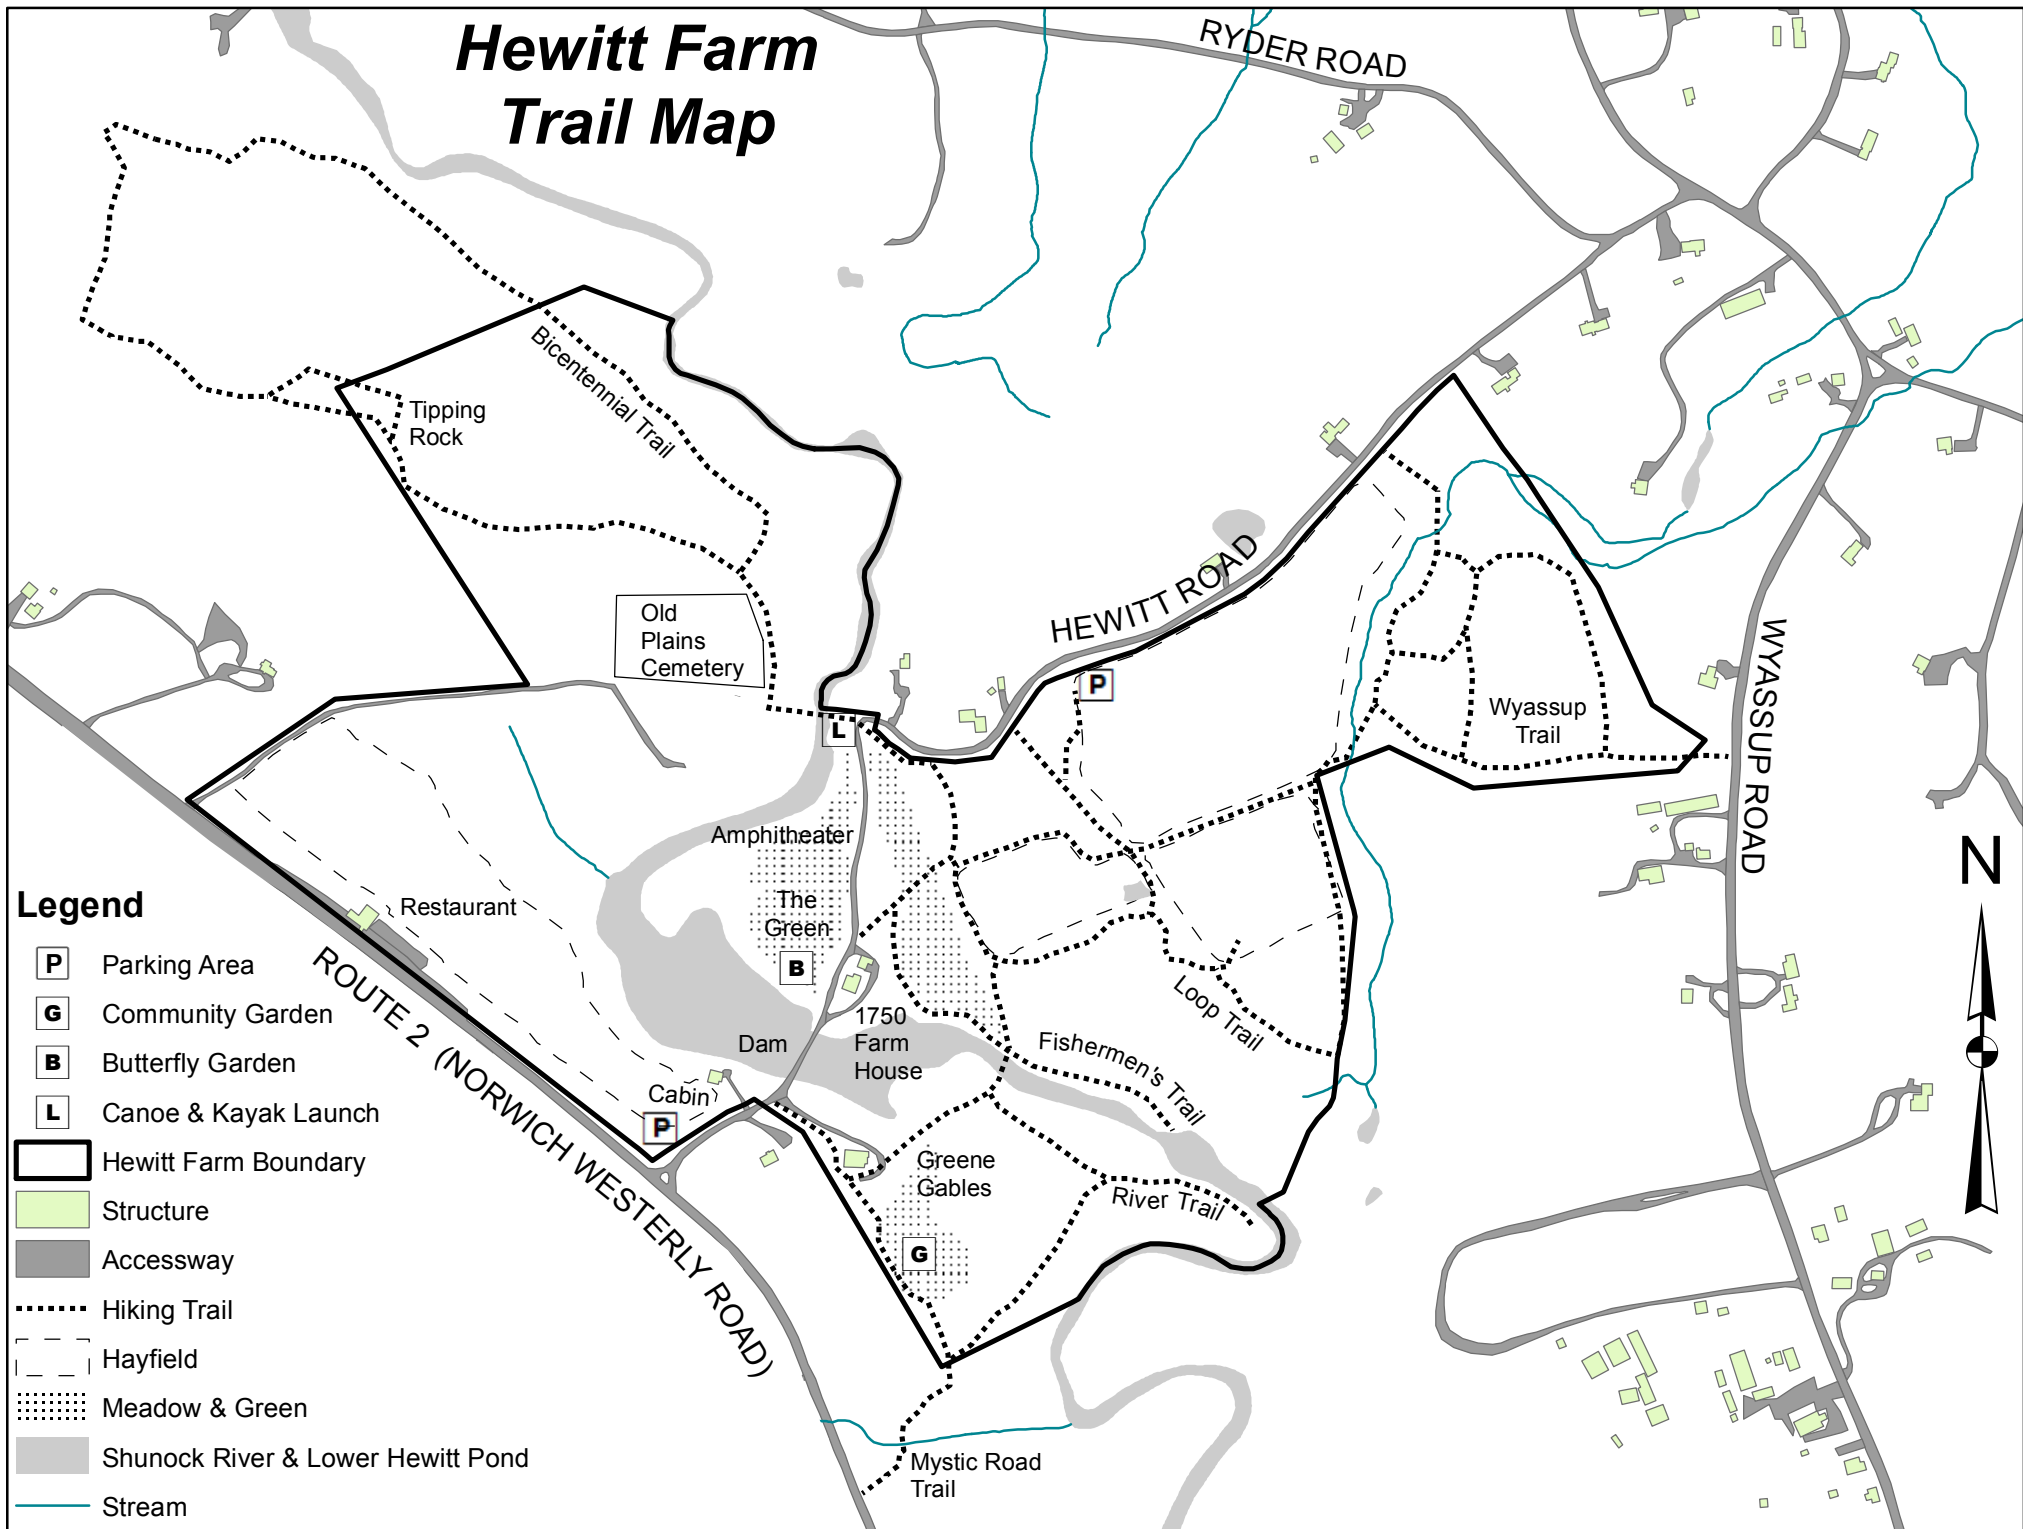 Hewitt Farm
Trail Map
RYDER ROAD
Bicentennial Trail
Tipping
Rock
HEWITT ROAD
Old
Plains
Cemetery
P
WYASSUP ROAD
Wyassup
Trail
L
Amphitheater
The
Green
B
Restaurant
ROUTE 2 (NORWICH WESTERLY ROAD)
1750
Farm
House
Dam
Loop Trail
Fishermen's Trail
Cabin
P
Greene
Gables
River Trail
G
Mystic Road
Trail
N
Legend
P Parking Area
G Community Garden
B Butterfly Garden
L Canoe & Kayak Launch
Hewitt Farm Boundary
Structure
Accessway
Hiking Trail
Hayfield
Meadow & Green
Shunock River & Lower Hewitt Pond
Stream